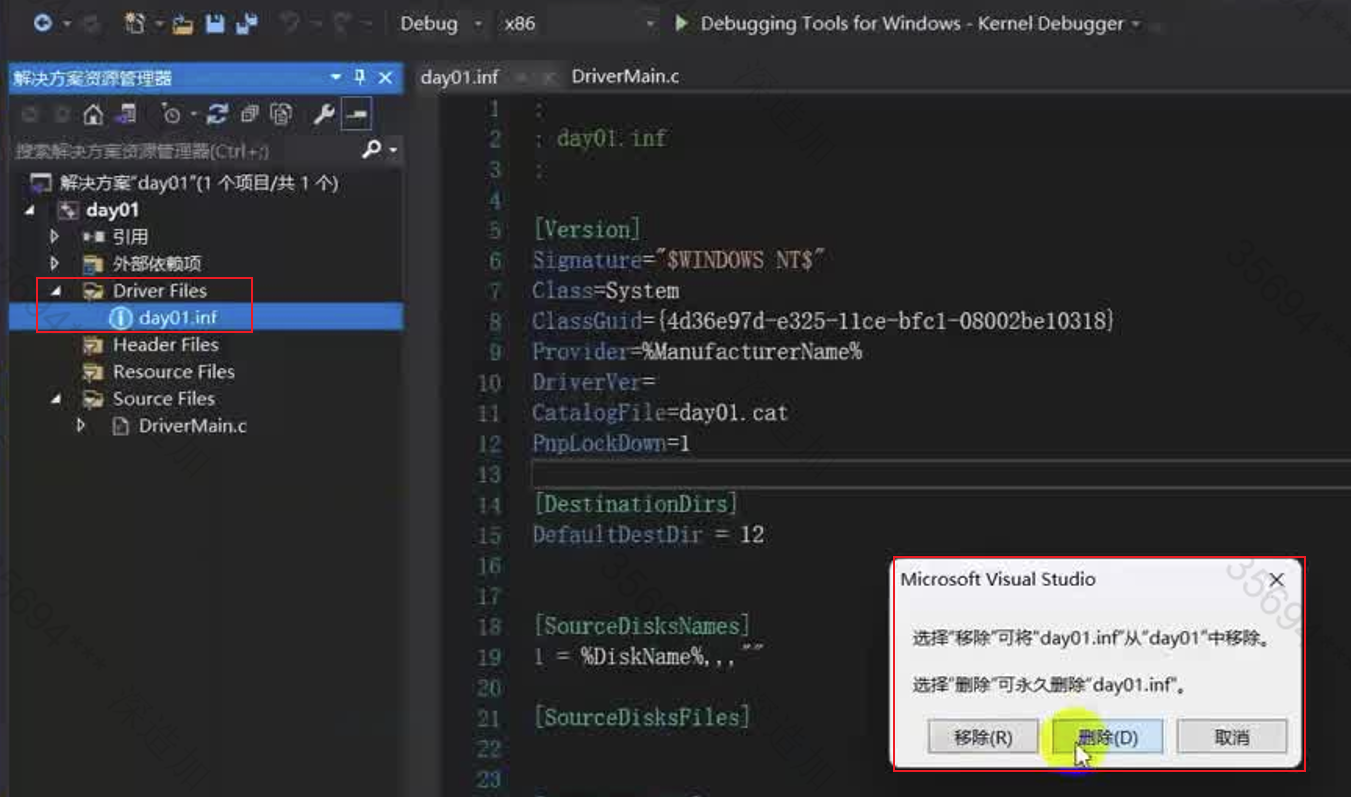 Debug x86 Debugging Tools for Windows - Kernel Debugger
解决方案资源管理器
搜索解决方案资源管理器(Ctrl+;)
解决方案"day01"(1 个项目/共 1 个)
day01
引用
外部依赖项
Driver Files
day01.inf
Header Files
Resource Files
Source Files
DriverMain.c
day01.inf DriverMain.c
1 ;
2 ; day01.inf
3 ;
4
5 [Version]
6 Signature="$WINDOWS NT$"
7 Class=System
8 ClassGuid={4d36e97d-e325-11ce-bfc1-08002be10318}
9 Provider=%ManufacturerName%
10 DriverVer=
11 CatalogFile=day01.cat
12 PnpLockDown=1
13
14 [DestinationDirs]
15 DefaultDestDir = 12
16
17
18 [SourceDisksNames]
19 1 = %DiskName%,,,""
20
21 [SourceDisksFiles]
22
23
Microsoft Visual Studio
选择"移除"可将"day01.inf"从"day01"中移除。
选择"删除"可永久删除"day01.inf"。
移除(R) 删除(D) 取消